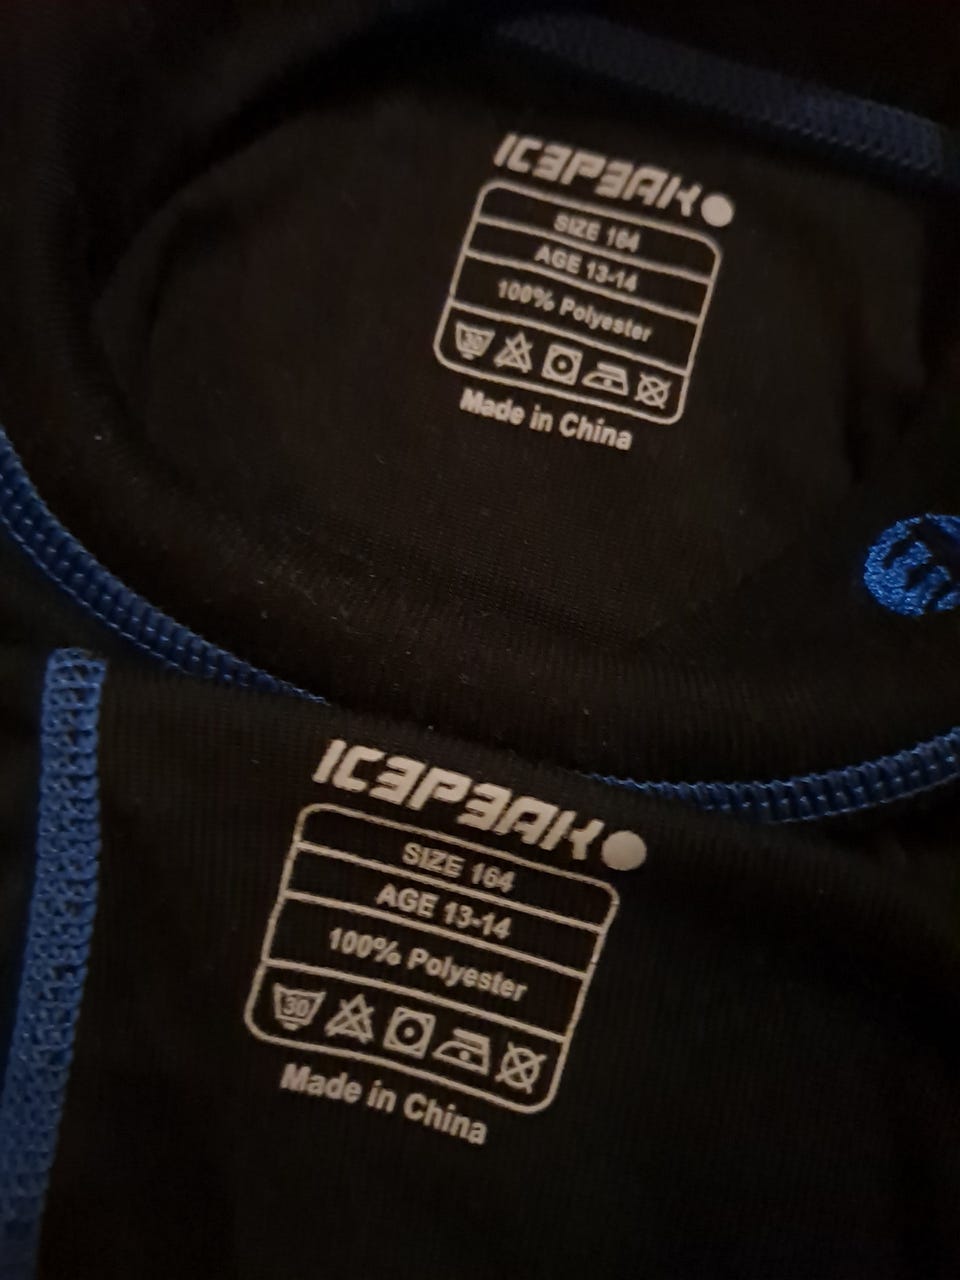 ICEPEAK
SIZE 164
AGE 13-14
100% Polyester
30
Made in China
ICEPEAK
SIZE 164
AGE 13-14
100% Polyester
30
Made in China